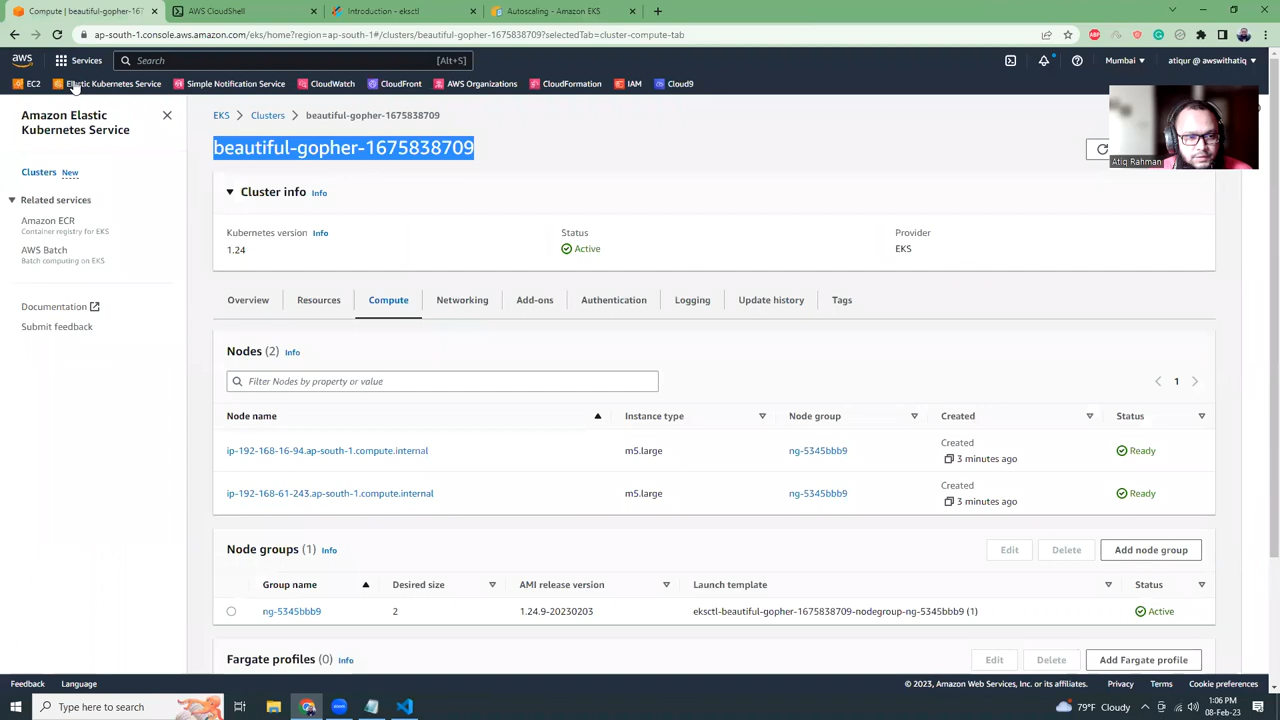 Compute | beautiful-gopher-1675838709
AWS CloudShell
Introduction - eksctl
Autoscaling - Amazon EKS
ap-south-1.console.aws.amazon.com/eks/home?region=ap-south-1#/clusters/beautiful-gopher-1675838709?selectedTab=cluster-compute-tab
aws
Services
Search
[Alt+S]
Mumbai
atiqur @ awswithatiq
EC2
Elastic Kubernetes Service
Simple Notification Service
CloudWatch
CloudFront
AWS Organizations
CloudFormation
IAM
Cloud9
Amazon Elastic
Kubernetes Service
Clusters New
Related services
Amazon ECR
Container registry for EKS
AWS Batch
Batch computing on EKS
Documentation
Submit feedback
EKS > Clusters > beautiful-gopher-1675838709
beautiful-gopher-1675838709
Atiq Rahman
Cluster info Info
Kubernetes version Info
1.24
Status
Active
Provider
EKS
Overview
Resources
Compute
Networking
Add-ons
Authentication
Logging
Update history
Tags
Nodes (2) Info
Filter Nodes by property or value
1
Node name
Instance type
Node group
Created
Status
ip-192-168-16-94.ap-south-1.compute.internal
m5.large
ng-5345bbb9
Created
3 minutes ago
Ready
ip-192-168-61-243.ap-south-1.compute.internal
m5.large
ng-5345bbb9
Created
3 minutes ago
Ready
Node groups (1) Info
Edit
Delete
Add node group
Group name
Desired size
AMI release version
Launch template
Status
ng-5345bbb9
2
1.24.9-20230203
eksctl-beautiful-gopher-1675838709-nodegroup-ng-5345bbb9 (1)
Active
Fargate profiles (0) Info
Edit
Delete
Add Fargate profile
Feedback
Language
© 2023, Amazon Web Services, Inc. or its affiliates.
Privacy
Terms
Cookie preferences
Type here to search
79°F Cloudy
1:06 PM
08-Feb-23